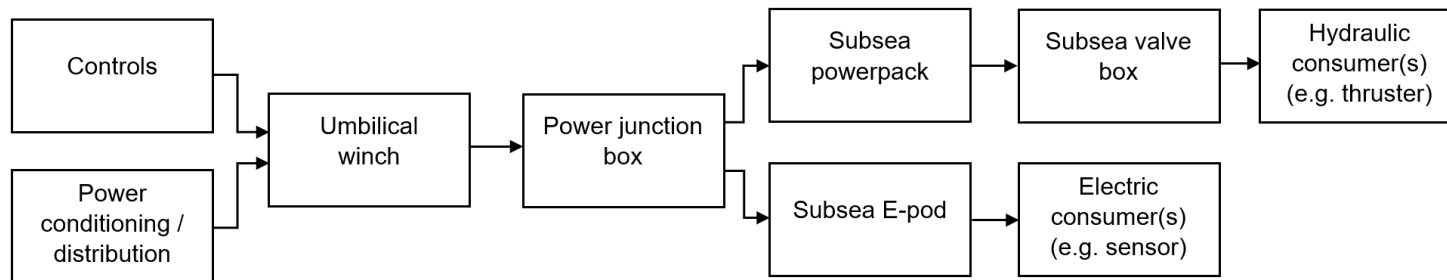 Controls
Power
conditioning /
distribution
Umbilical
winch
Power junction
box
Subsea
powerpack
Subsea valve
box
Hydraulic
consumer(s)
(e.g. thruster)
Subsea E-pod
Electric
consumer(s)
(e.g. sensor)